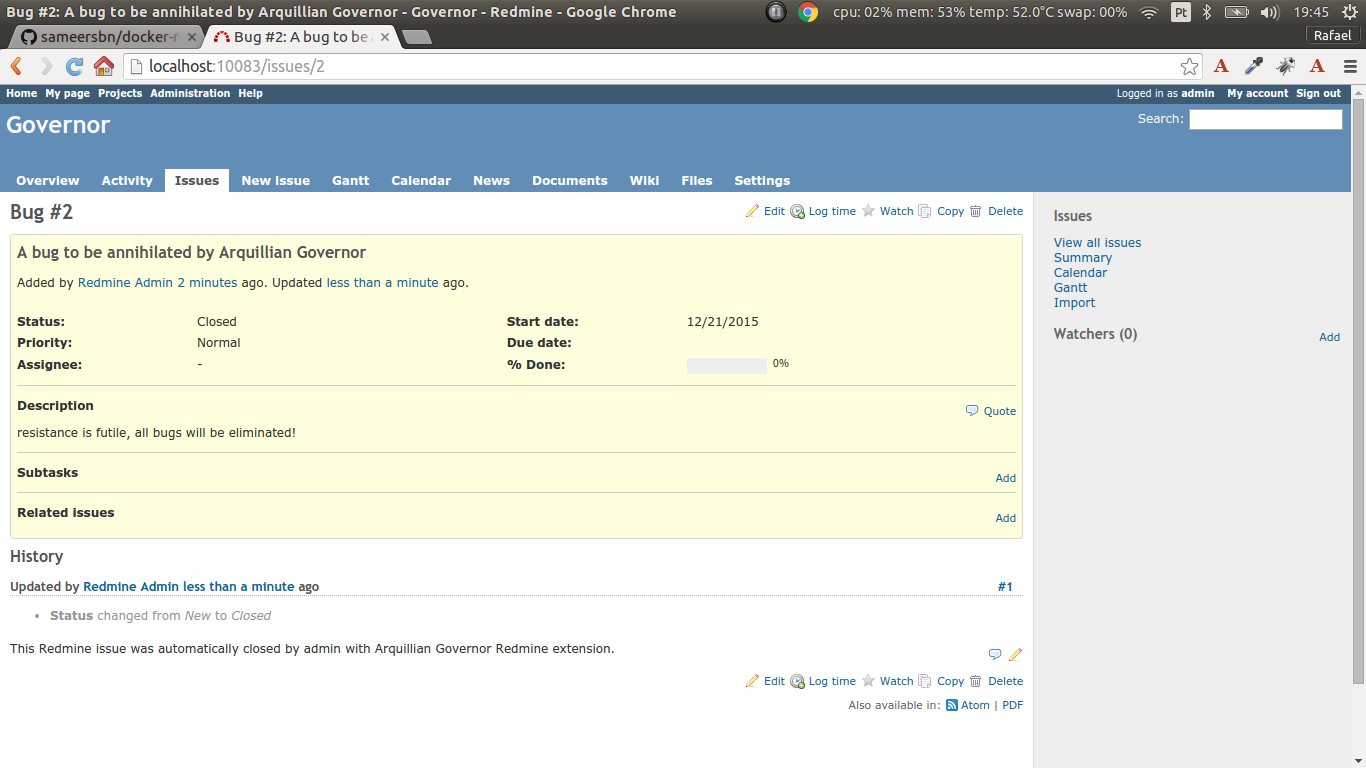 Bug #2: A bug to be annihilated by Arquillian Governor - Governor - Redmine - Google Chrome cpu: 02% mem: 53% temp: 52.0°C swap: 00% Pt 19:45
sameersbn/docker-r Bug #2: A bug to be Rafael
localhost:10083/issues/2
Home My page Projects Administration Help Logged in as admin My account Sign out
Governor Search:
Overview Activity Issues New issue Gantt Calendar News Documents Wiki Files Settings
Bug #2 Edit Log time Watch Copy Delete
A bug to be annihilated by Arquillian Governor
Added by Redmine Admin 2 minutes ago. Updated less than a minute ago.
Status: Closed Start date: 12/21/2015
Priority: Normal Due date:
Assignee: - % Done: 0%
Description Quote
resistance is futile, all bugs will be eliminated!
Subtasks Add
Related issues Add
History
Updated by Redmine Admin less than a minute ago #1
• Status changed from New to Closed
This Redmine issue was automatically closed by admin with Arquillian Governor Redmine extension.
Edit Log time Watch Copy Delete
Also available in: Atom | PDF
Issues
View all issues
Summary
Calendar
Gantt
Import
Watchers (0) Add